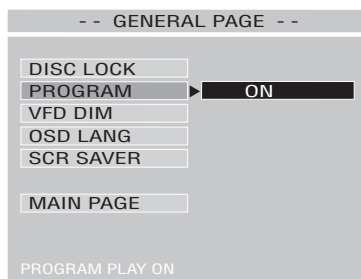 - - GENERAL PAGE - -
DISC LOCK
PROGRAM ON
VFD DIM
OSD LANG
SCR SAVER
MAIN PAGE
PROGRAM PLAY ON